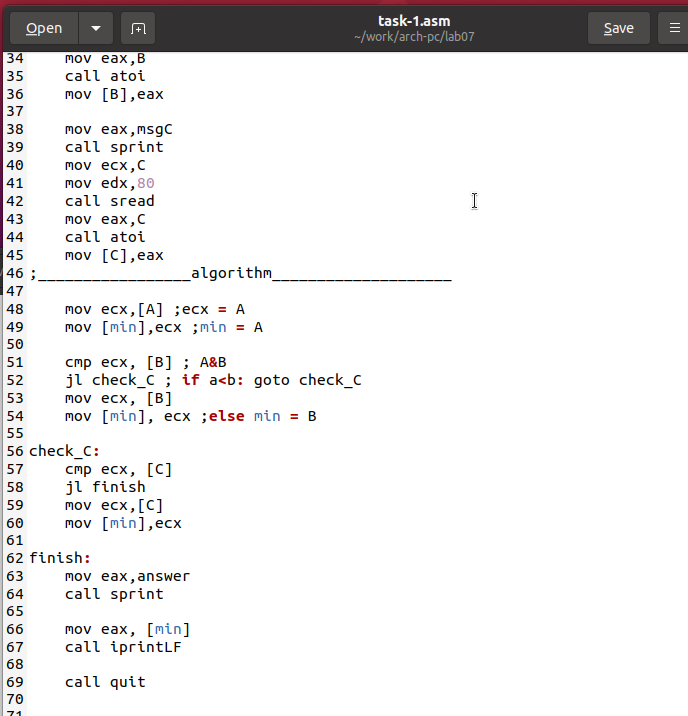 Open
task-1.asm
~/work/arch-pc/lab07
Save
34 mov eax,B
35 call atoi
36 mov [B],eax
37
38 mov eax,msgC
39 call sprint
40 mov ecx,C
41 mov edx,80
42 call sread
43 mov eax,C
44 call atoi
45 mov [C],eax
46 ;_________________algorithm____________________
47
48 mov ecx,[A] ;ecx = A
49 mov [min],ecx ;min = A
50
51 cmp ecx, [B] ; A&B
52 jl check_C ; if a<b: goto check_C
53 mov ecx, [B]
54 mov [min], ecx ;else min = B
55
56 check_C:
57 cmp ecx, [C]
58 jl finish
59 mov ecx,[C]
60 mov [min],ecx
61
62 finish:
63 mov eax,answer
64 call sprint
65
66 mov eax, [min]
67 call iprintLF
68
69 call quit
70
71